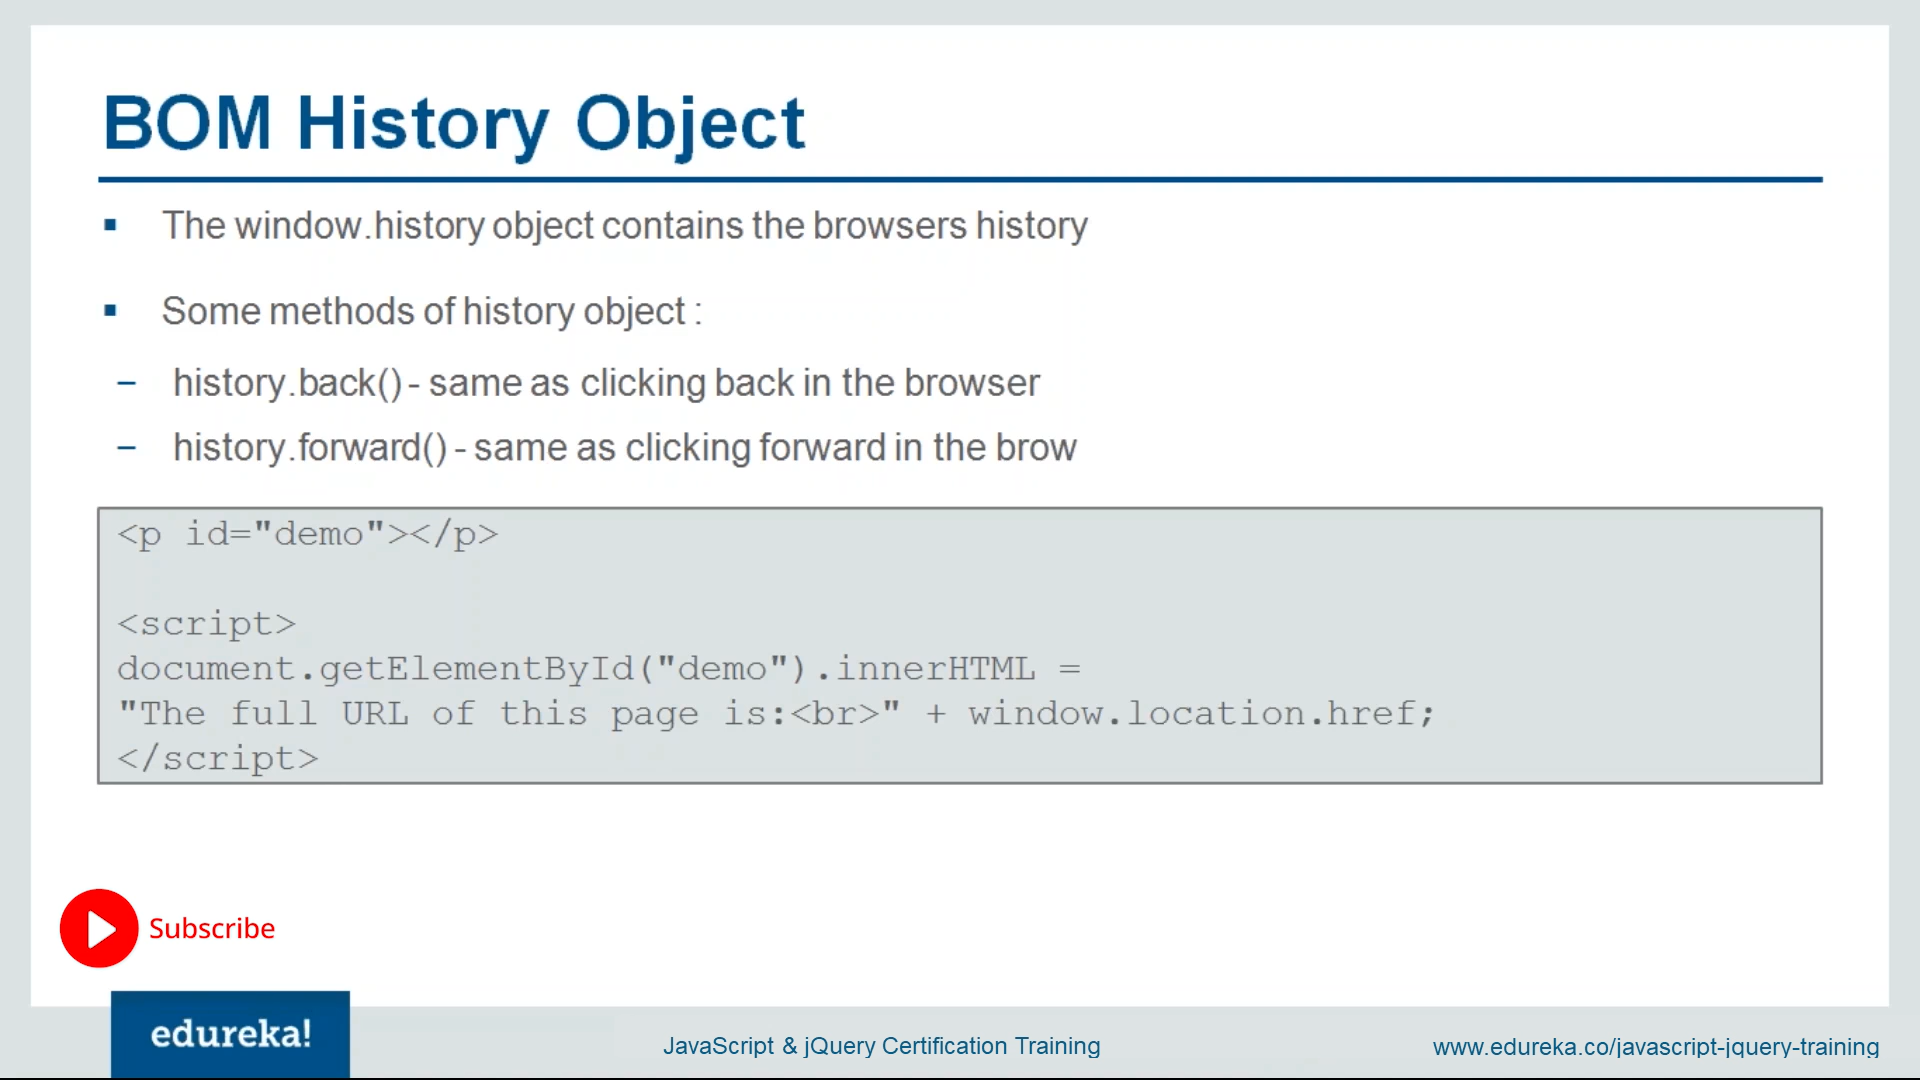 BOM History Object
The window.history object contains the browsers history
Some methods of history object :
history.back() - same as clicking back in the browser
history.forward() - same as clicking forward in the brow
<p id="demo"></p>
<script>
document.getElementById("demo").innerHTML =
"The full URL of this page is:<br>" + window.location.href;
</script>
Subscribe
edureka!
JavaScript & jQuery Certification Training
www.edureka.co/javascript-jquery-training